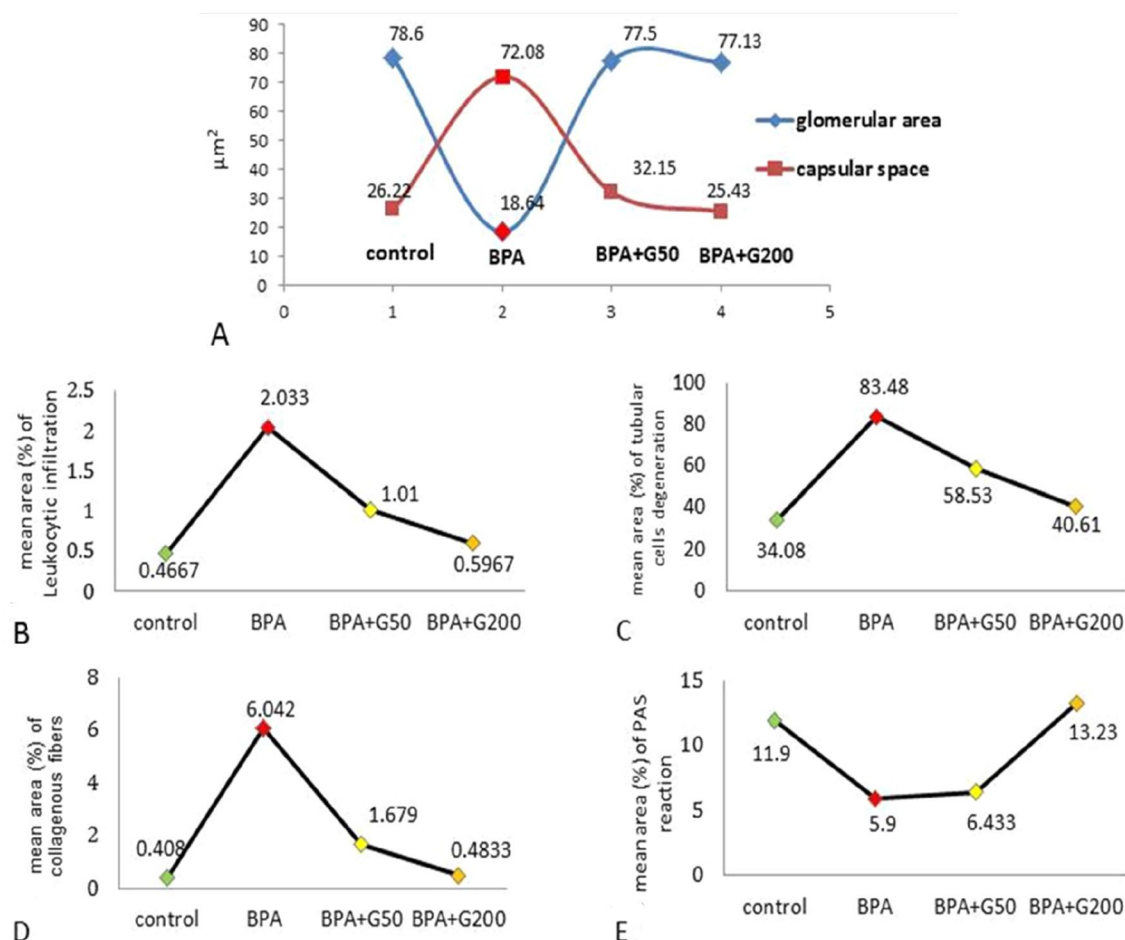 90
80
70
60
50
40
30
20
10
0
µm²
78.6
72.08
77.5
77.13
26.22
18.64
32.15
25.43
control
BPA
BPA+G50
BPA+G200
0
1
2
3
4
5
glomerular area
capsular space
A
mean area (%) of
Leukocytic infiltration
2.5
2
1.5
1
0.5
0
0.4667
2.033
1.01
0.5967
control
BPA
BPA+G50
BPA+G200
B
mean area (%) of tubular
cells degeneration
100
80
60
40
20
0
34.08
83.48
58.53
40.61
control
BPA
BPA+G50
BPA+G200
C
mean area (%) of
collagenous fibers
8
6
4
2
0
0.408
6.042
1.679
0.4833
control
BPA
BPA+G50
BPA+G200
D
mean area (%) of PAS
reaction
15
10
5
0
11.9
5.9
6.433
13.23
control
BPA
BPA+G50
BPA+G200
E